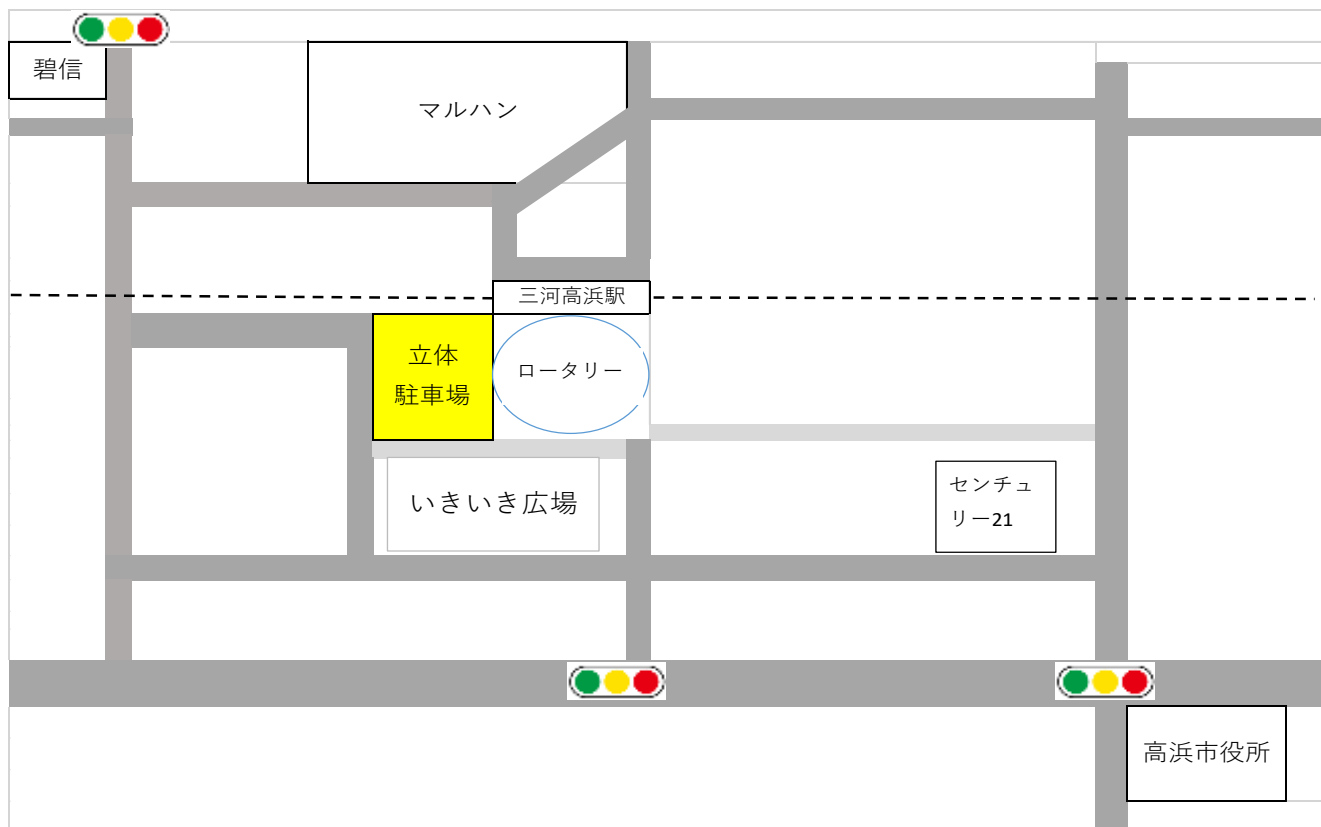 碧信
マルハン
三河高浜駅
立体
駐車場
ロータリー
いきいき広場
センチュ
リー21
高浜市役所